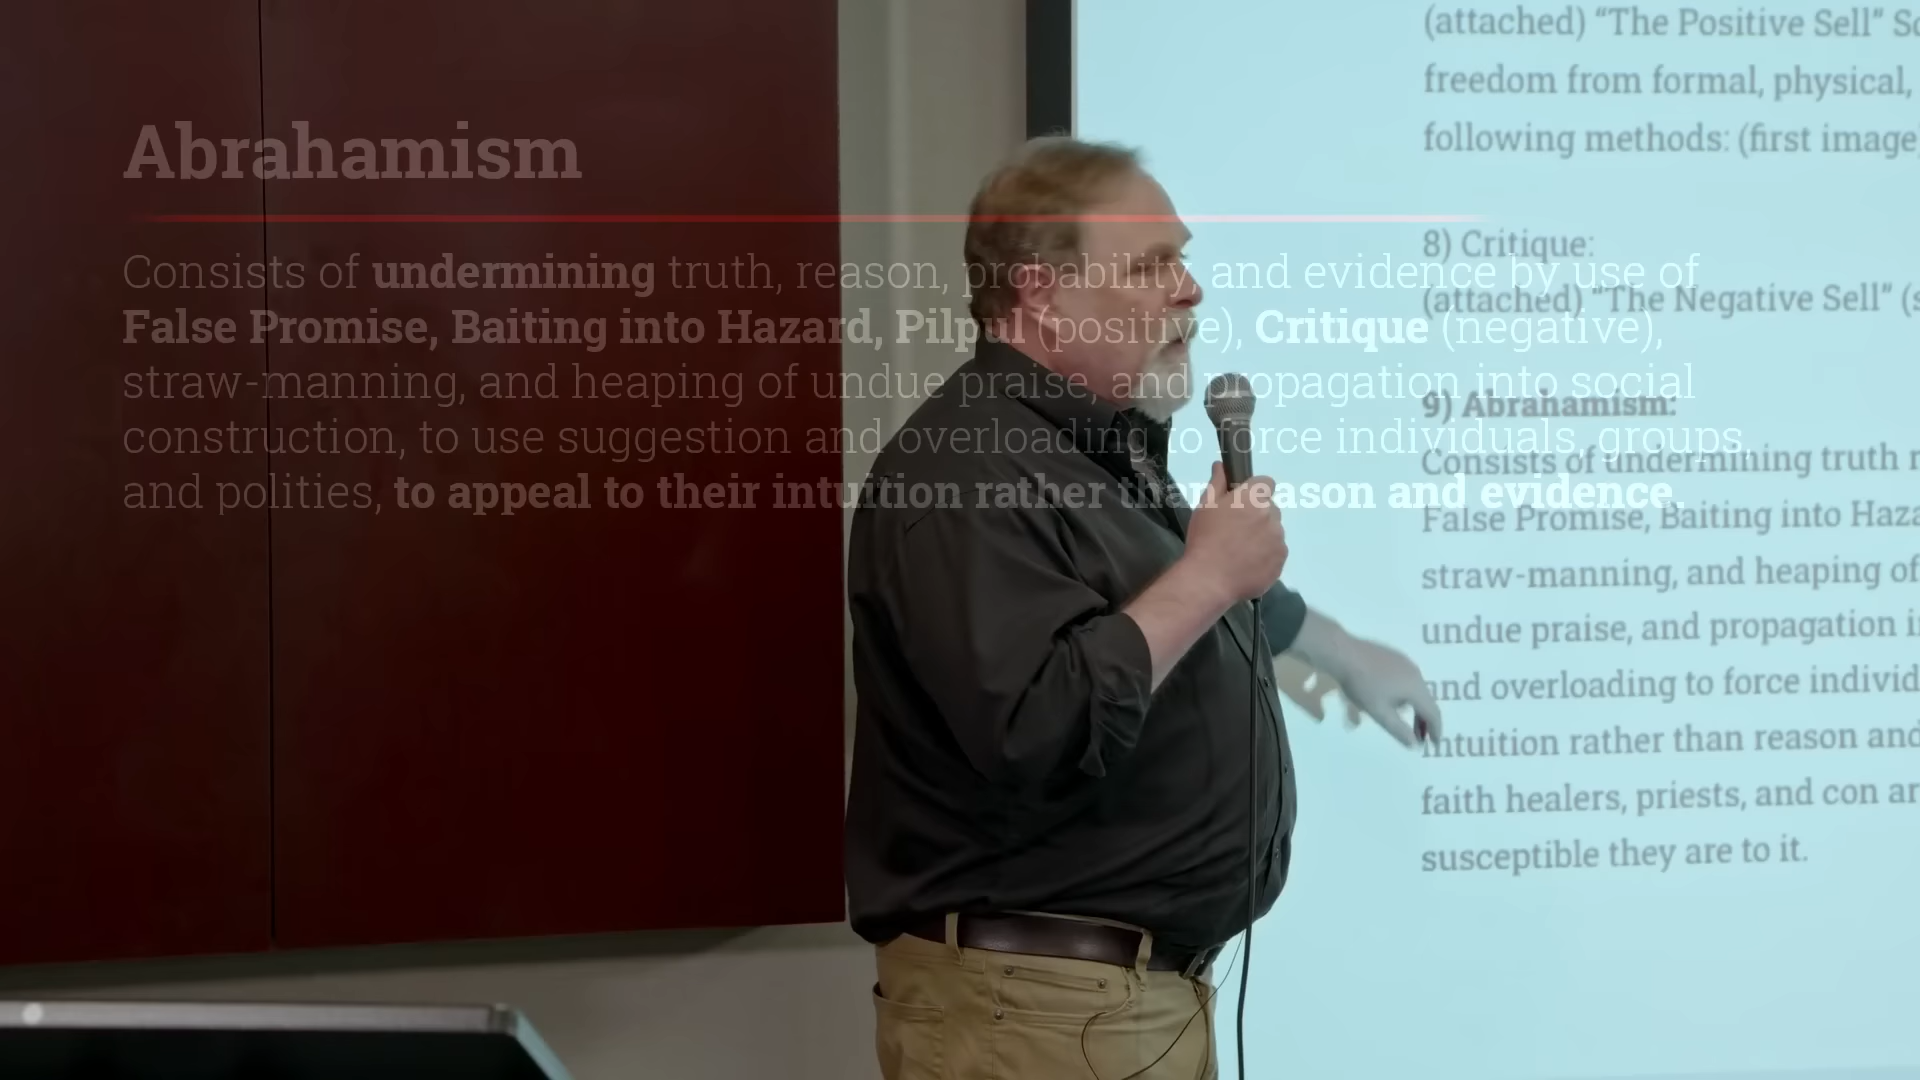 Abrahamism
Consists of undermining truth, reason, probability, and evidence by use of
False Promise, Baiting into Hazard, Pilpul (positive), Critique (negative),
straw-manning, and heaping of undue praise, and propagation into social
construction, to use suggestion and overloading to force individuals, groups,
and polities, to appeal to their intuition rather than reason and evidence.
(attached) “The Positive Sell”
freedom from formal, physical,
following methods: (first image
8) Critique:
(attached) “The Negative Sell”
9) Abrahamism:
Consists of undermining truth
False Promise, Baiting into
straw-manning, and heaping of
undue praise, and propagation
and overloading to force
intuition rather than reason and
faith healers, priests, and con
susceptible they are to it.